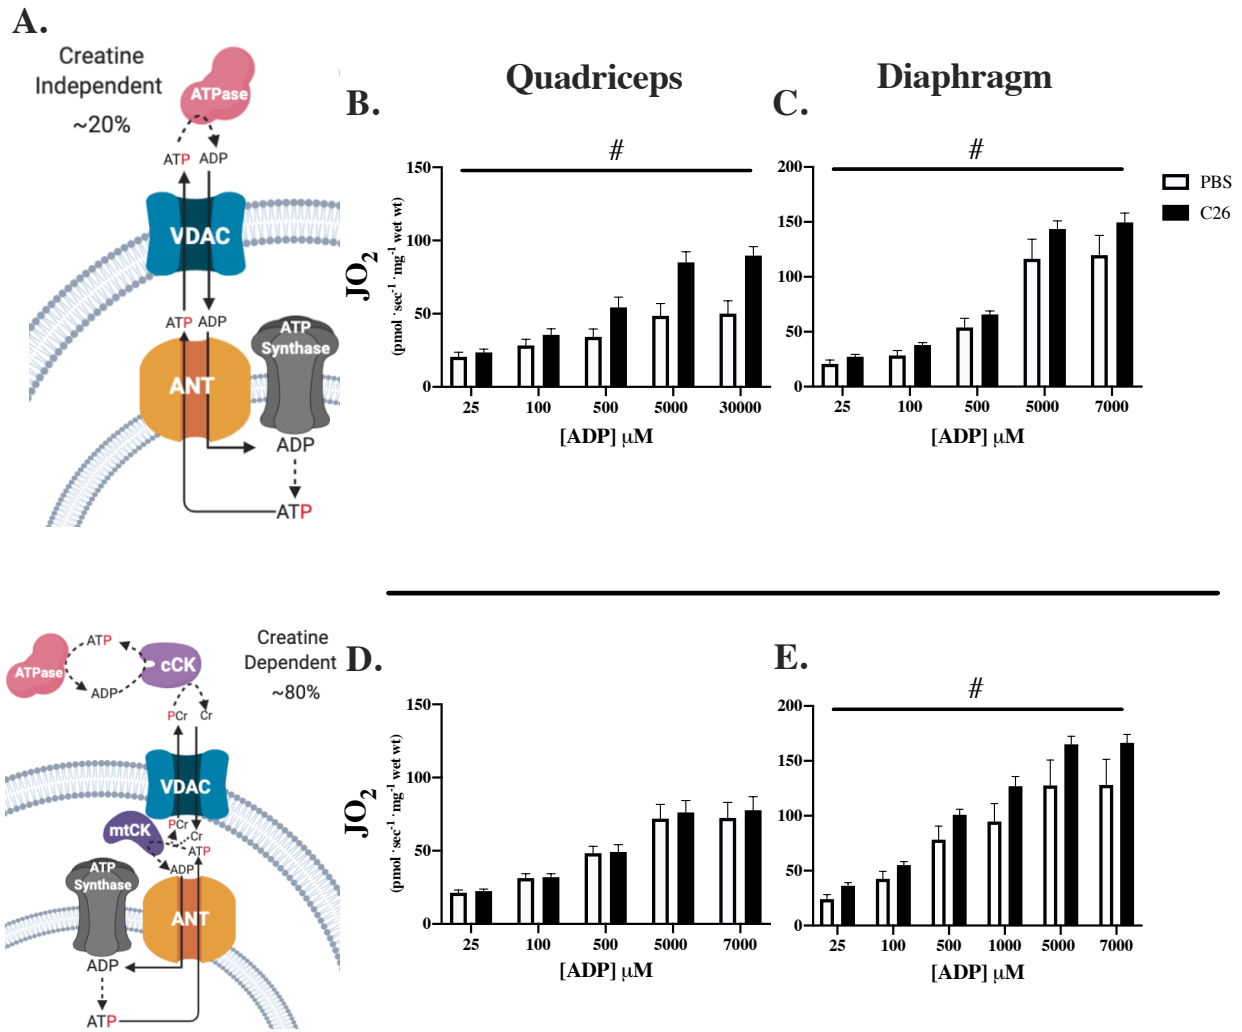 A.
Creatine
Independent
~20%
ATPase
ATP ADP
VDAC
ATP ADP
ATP
Synthase
ANT
ADP
ATP
Quadriceps
Diaphragm
B.
#
150
100
50
0
JO2
(pmol·sec-1·mg-1 wet wt)
25 100 500 5000 30000
[ADP] μM
C.
#
200
150
100
50
0
25 100 500 5000 7000
[ADP] μM
PBS
C26
ATP
ATPase
cCK
ADP
Creatine
Dependent
~80%
PCr Cr
VDAC
mtCK
PCr
Cr
ATP
ADP
ATP
Synthase
ANT
ADP
ATP
D.
150
100
50
0
JO2
(pmol·sec-1·mg-1 wet wt)
25 100 500 5000 7000
[ADP] μM
E.
#
200
150
100
50
0
25 100 500 1000 5000 7000
[ADP] μM